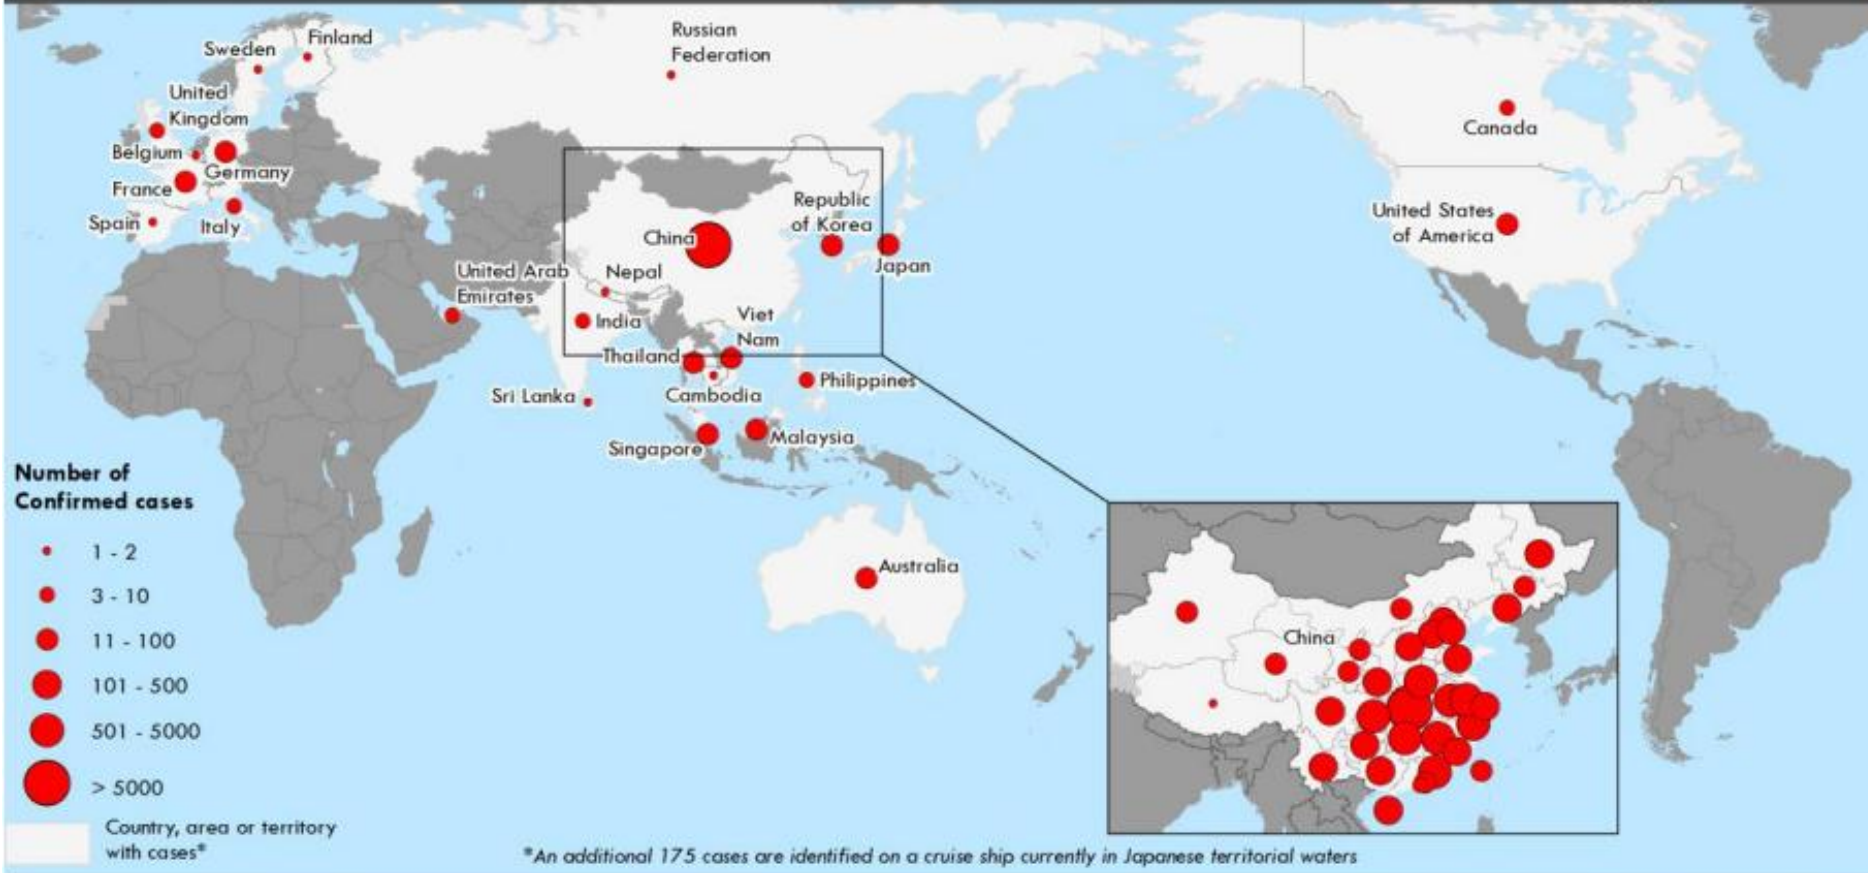 Finland
Sweden
Russian
Federation
United
Kingdom
Canada
Belgium
Germany
France
Republic
of Korea
United States
of America
Spain
Italy
China
Japan
United Arab
Emirates
Nepal
India
Viet
Nam
Thailand
Philippines
Sri Lanka
Cambodia
Malaysia
Singapore
Number of
Confirmed cases
1 - 2
3 - 10
11 - 100
101 - 500
501 - 5000
> 5000
Australia
China
Country, area or territory
with cases*
*An additional 175 cases are identified on a cruise ship currently in Japanese territorial waters